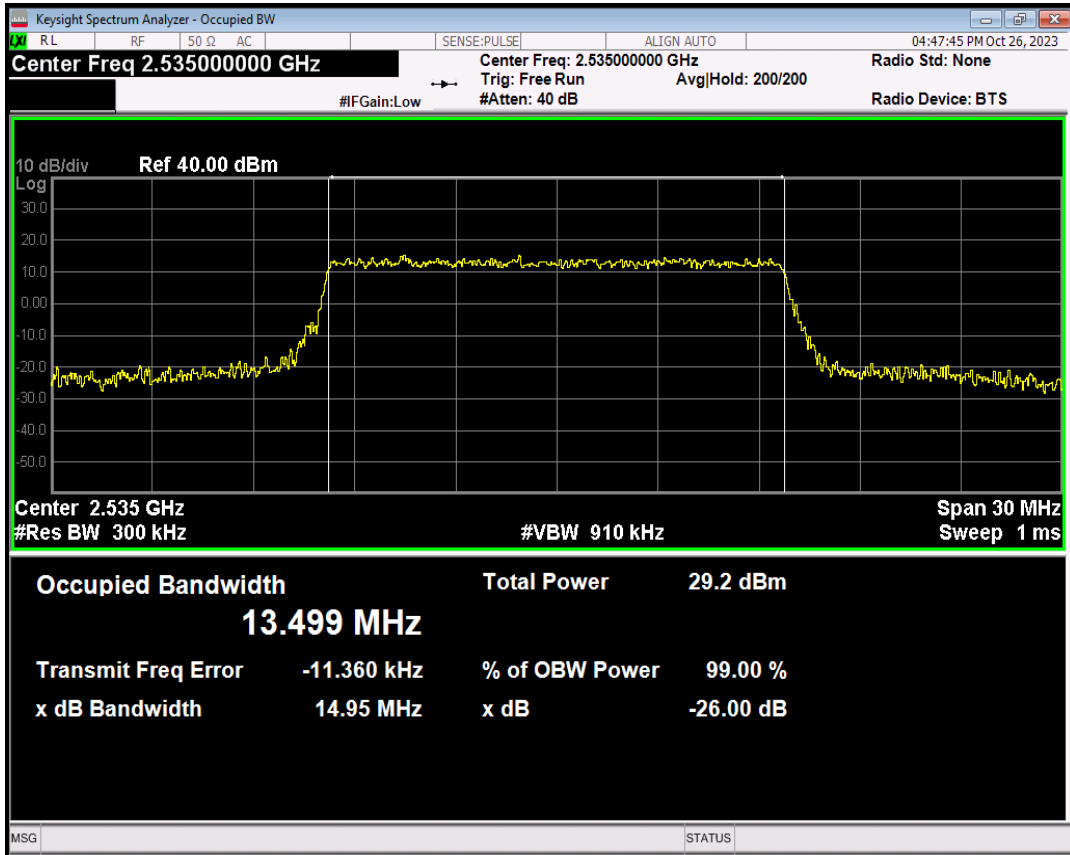 Keysight Spectrum Analyzer - Occupied BW
LXI RL RF 50 Ω AC SENSE:PULSE ALIGN AUTO 04:47:45 PM Oct 26, 2023
Center Freq 2.535000000 GHz Center Freq: 2.535000000 GHz Radio Std: None
Trig: Free Run Avg|Hold: 200/200
#IFGain:Low #Atten: 40 dB Radio Device: BTS
10 dB/div Ref 40.00 dBm
Log
30.0
20.0
10.0
0.00
-10.0
-20.0
-30.0
-40.0
-50.0
Center 2.535 GHz Span 30 MHz
#Res BW 300 kHz #VBW 910 kHz Sweep 1 ms
Occupied Bandwidth Total Power 29.2 dBm
13.499 MHz
Transmit Freq Error -11.360 kHz % of OBW Power 99.00 %
x dB Bandwidth 14.95 MHz x dB -26.00 dB
MSG STATUS